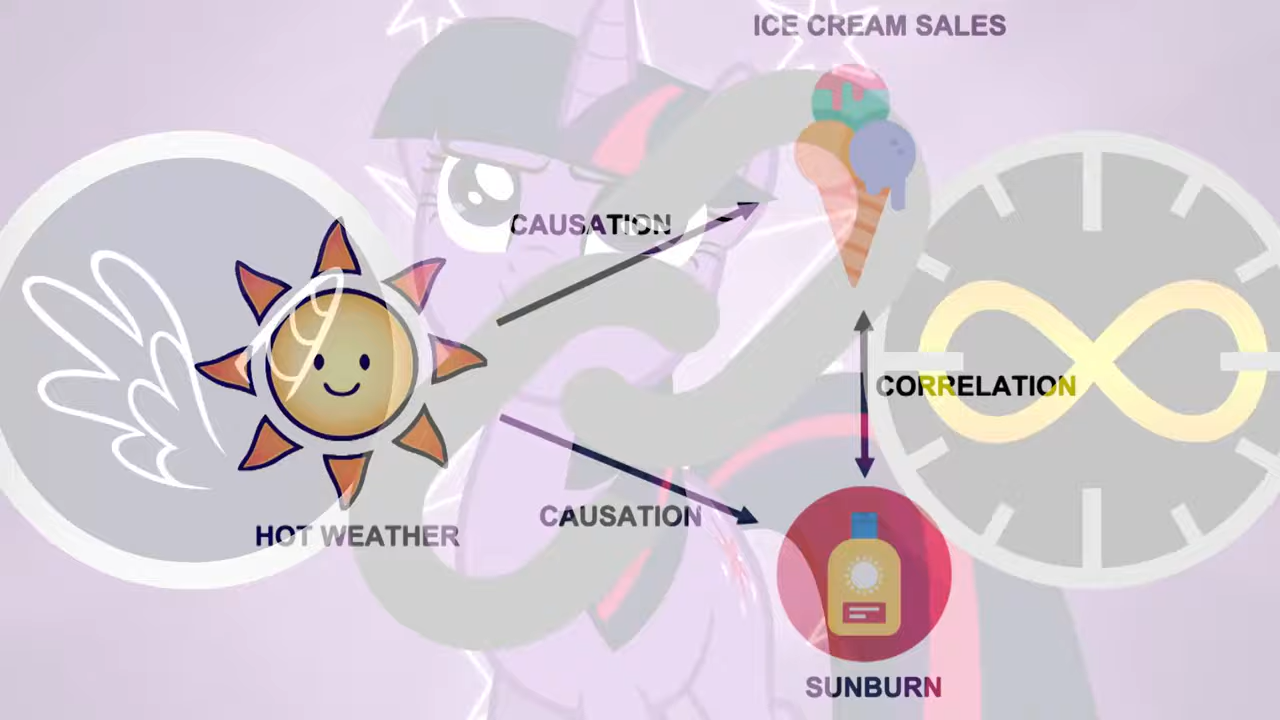 ICE CREAM SALES
CAUSATION
CORRELATION
CAUSATION
HOT WEATHER
SUNBURN